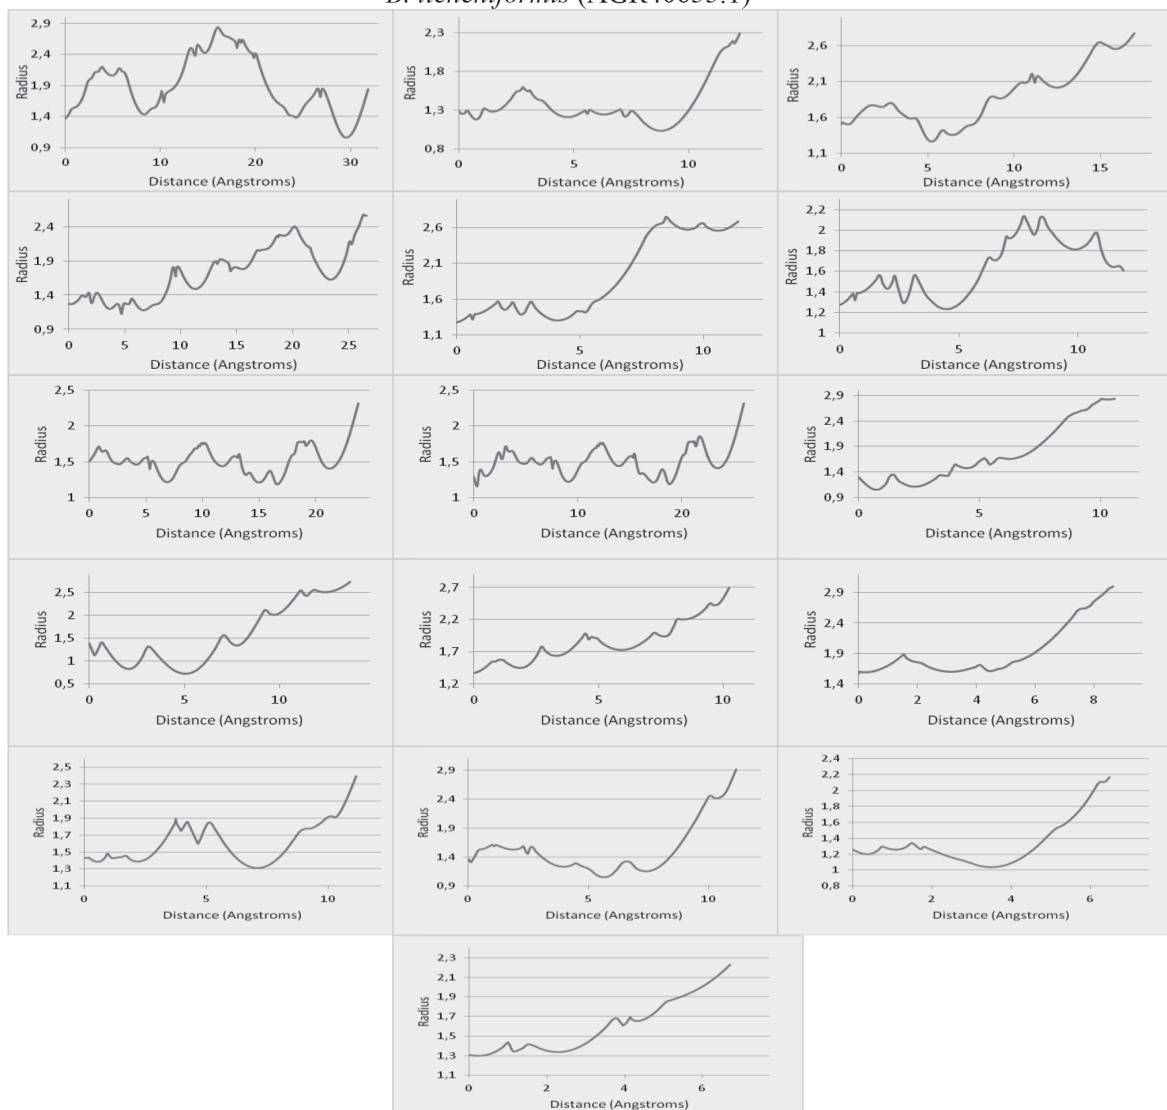 B. licheniformis
2,9
2,4
1,9
1,4
0,9
Radius
0 10 20 30
Distance (Angstroms)
2,3
1,8
1,3
0,8
Radius
0 5 10
Distance (Angstroms)
2,6
2,1
1,6
1,1
Radius
0 5 10 15
Distance (Angstroms)
2,4
1,9
1,4
0,9
Radius
0 5 10 15 20 25
Distance (Angstroms)
2,6
2,1
1,6
1,1
Radius
0 5 10
Distance (Angstroms)
2,2
2
1,8
1,6
1,4
1,2
1
Radius
0 5 10
Distance (Angstroms)
2,5
2
1,5
1
Radius
0 5 10 15 20
Distance (Angstroms)
2,5
2
1,5
1
Radius
0 5 10 15 20
Distance (Angstroms)
2,9
2,4
1,9
1,4
0,9
Radius
0 5 10
Distance (Angstroms)
2,5
2
1,5
1
0,5
Radius
0 5 10
Distance (Angstroms)
2,7
2,2
1,7
1,2
Radius
0 5 10
Distance (Angstroms)
2,9
2,4
1,9
1,4
Radius
0 2 4 6 8
Distance (Angstroms)
2,5
2,3
2,1
1,9
1,7
1,5
1,3
1,1
Radius
0 5 10
Distance (Angstroms)
2,9
2,4
1,9
1,4
0,9
Radius
0 5 10
Distance (Angstroms)
2,4
2,2
2
1,8
1,6
1,4
1,2
1
0,8
Radius
0 2 4 6
Distance (Angstroms)
2,3
2,1
1,9
1,7
1,5
1,3
1,1
Radius
0 2 4 6
Distance (Angstroms)